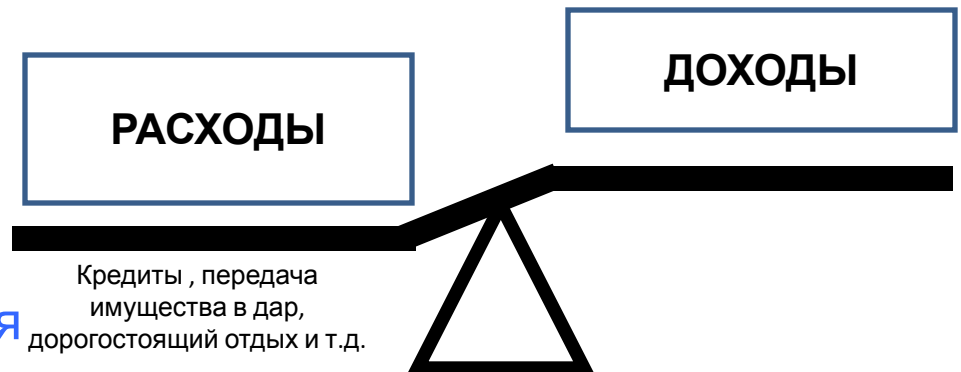 ДОХОДЫ
РАСХОДЫ
Кредиты , передача
имущества в дар,
я дорогостоящий отдых и т.д.